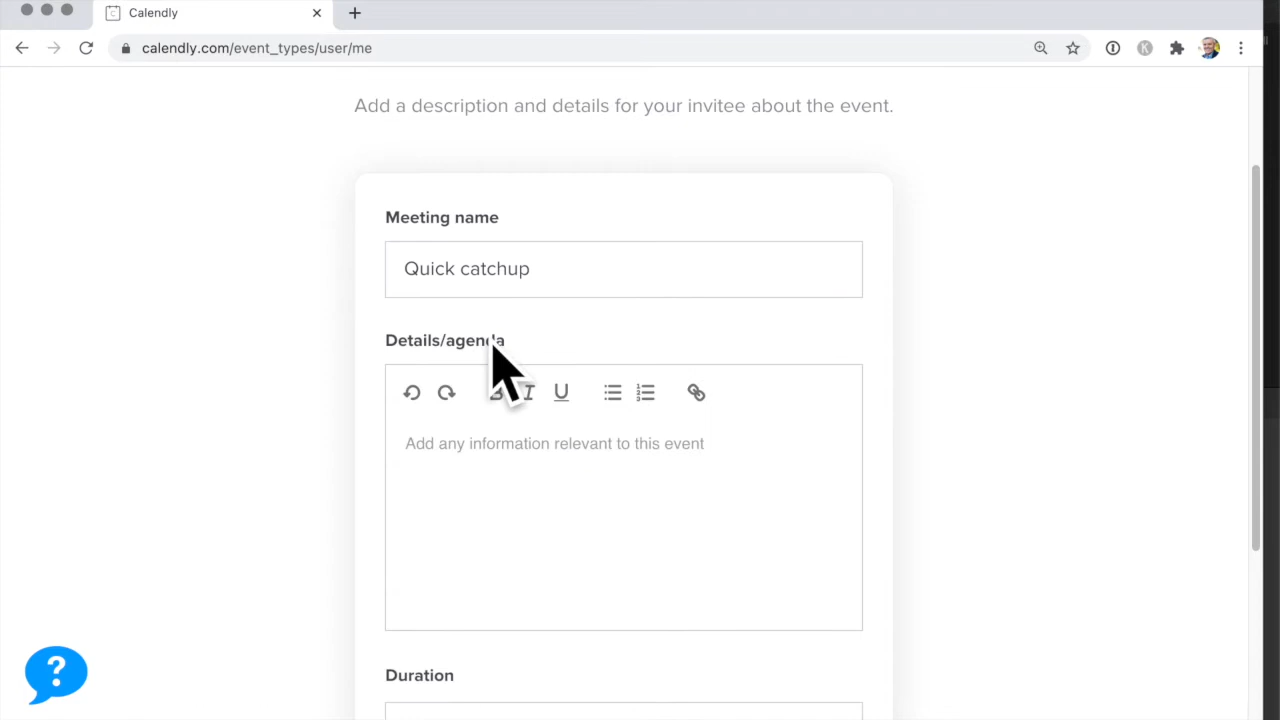 Calendly
calendly.com/event_types/user/me
Add a description and details for your invitee about the event.
Meeting name
Quick catchup
Details/agenda
B I U
Add any information relevant to this event
Duration
?